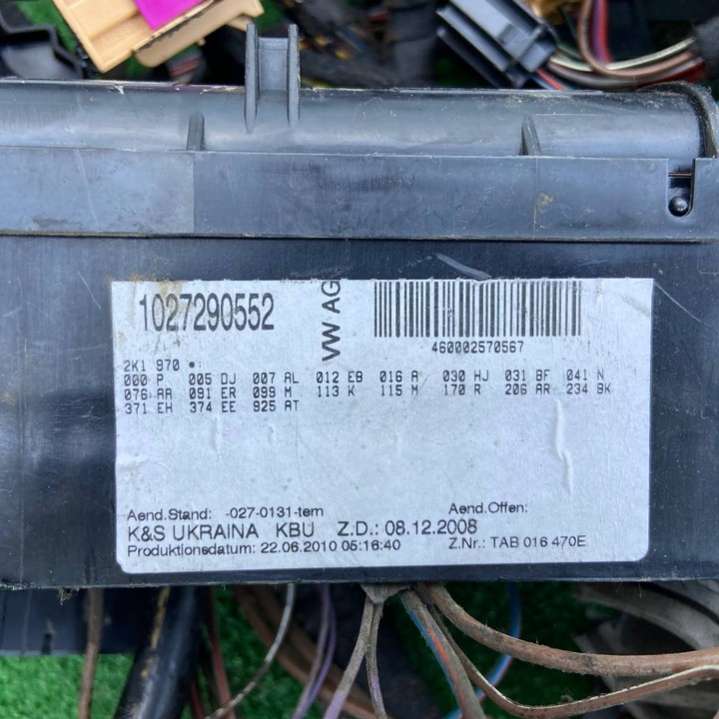 1027290552
VW AG
460002570567
2K1 970
000 P 005 DJ 007 AL 012 EB 016 A 030 HJ 031 BF 041 N
076 AA 091 ER 099 M 113 K 115 M 170 R 206 AR 234 BK
371 EH 374 EE 925 AT
Aend.Stand: -027-0131-tem Aend.Offen:
K&S UKRAINA KBU Z.D.: 08.12.2008
Produktionsdatum: 22.06.2010 05:16:40 Z.Nr.: TAB 016 470E